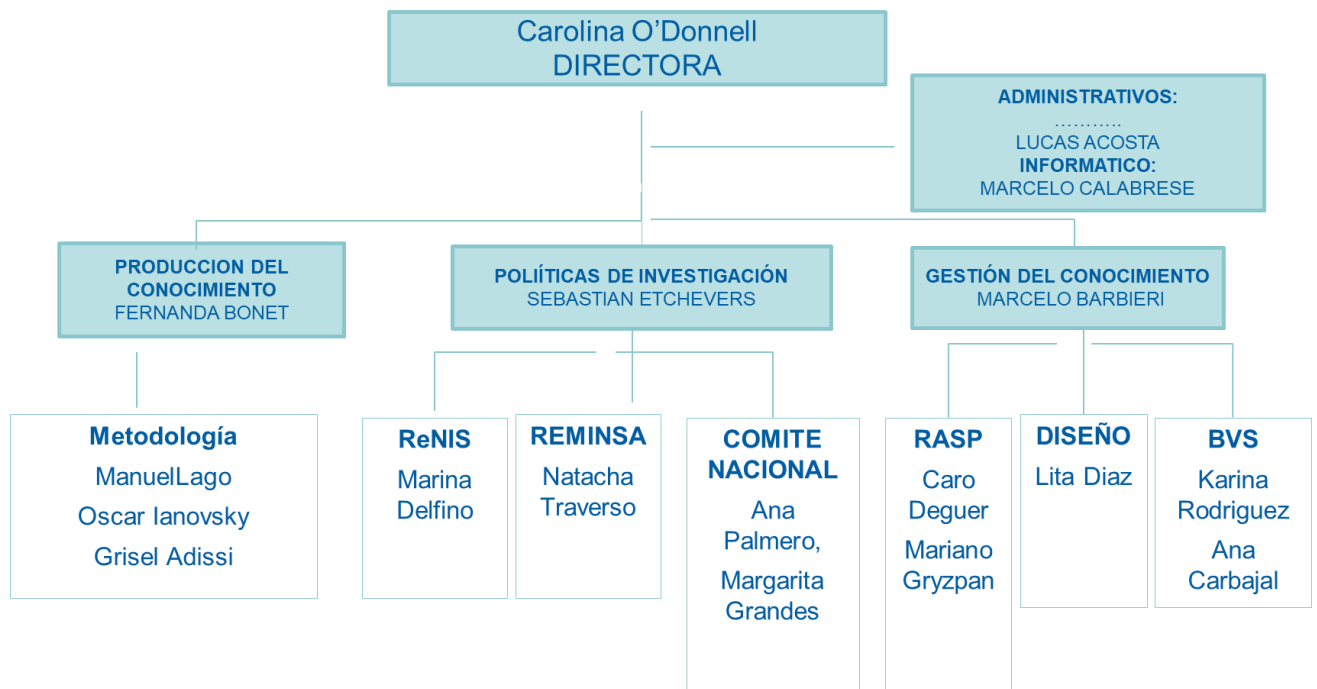 Carolina O’Donnell
DIRECTORA
ADMINISTRATIVOS:
………..
LUCAS ACOSTA
INFORMATICO:
MARCELO CALABRESE
PRODUCCION DEL
CONOCIMIENTO
FERNANDA BONET
POLIÍTICAS DE INVESTIGACIÓN
SEBASTIAN ETCHEVERS
GESTIÓN DEL CONOCIMIENTO
MARCELO BARBIERI
Metodología
ManuelLago
Oscar Ianovsky
Grisel Adissi
ReNIS
Marina
Delfino
REMINSA
Natacha
Traverso
COMITE
NACIONAL
Ana
Palmero,
Margarita
Grandes
RASP
Caro
Deguer
Mariano
Gryzpan
DISEÑO
Lita Diaz
BVS
Karina
Rodriguez
Ana
Carbajal